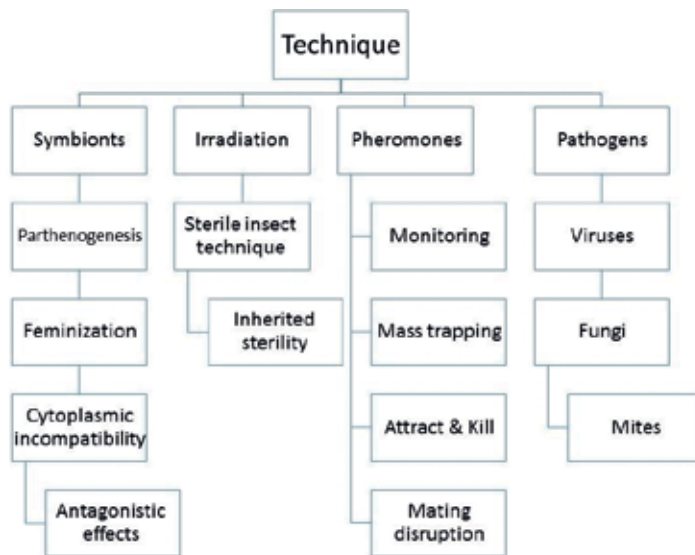 Technique
Symbionts
Irradiation
Pheromones
Pathogens
Parthenogenesis
Sterile insect
technique
Monitoring
Viruses
Feminization
Inherited
sterility
Mass trapping
Fungi
Cytoplasmic
incompatibility
Attract & Kill
Mites
Antagonistic
effects
Mating
disruption